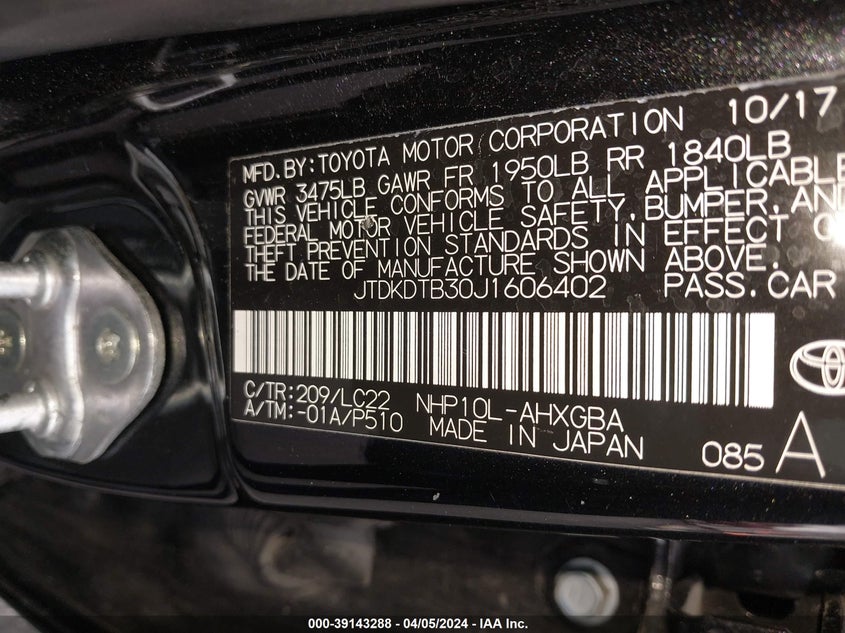 MFD.BY:TOYOTA MOTOR CORPORATION 10/17
GVWR 3475LB GAWR FR 1950LB RR 1840LB
THIS VEHICLE CONFORMS TO ALL APPLICABLE
FEDERAL MOTOR VEHICLE SAFETY,BUMPER,AND
THEFT PREVENTION STANDARDS IN EFFECT O
THE DATE OF MANUFACTURE SHOWN ABOVE.
JTDKDTB30J1606402 PASS.CAR
C/TR:209/LC22 NHP10L-AHXGBA
A/TM:-01A/P510 MADE IN JAPAN 085 A
000-39143288 - 04/05/2024 - IAA Inc.